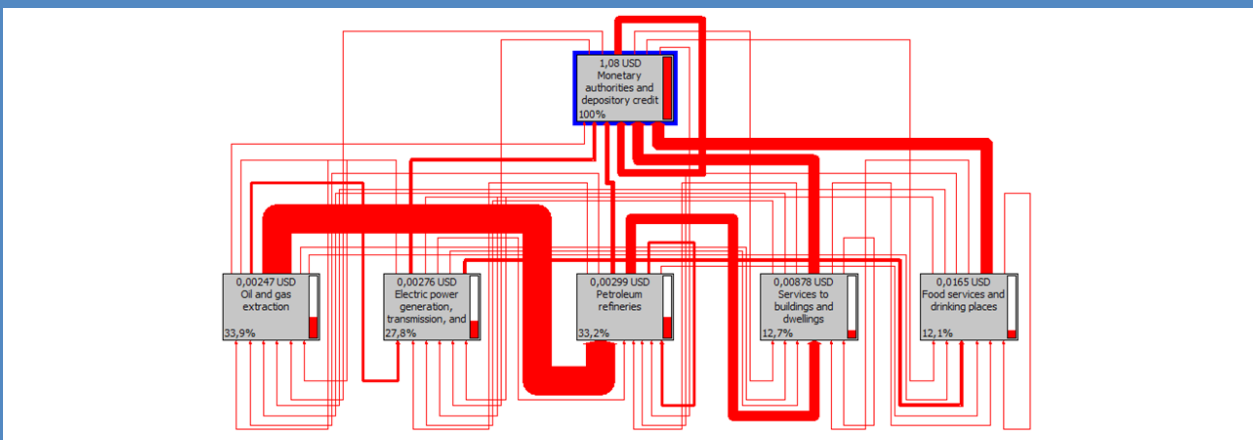 1,08 USD
Monetary
authorities and
depository credit
100%
0,00247 USD
Oil and gas
extraction
33,9%
0,00276 USD
Electric power
generation,
transmission, and
27,8%
0,00299 USD
Petroleum
refineries
33,2%
0,00878 USD
Services to
buildings and
dwellings
12,7%
0,0165 USD
Food services and
drinking places
12,1%